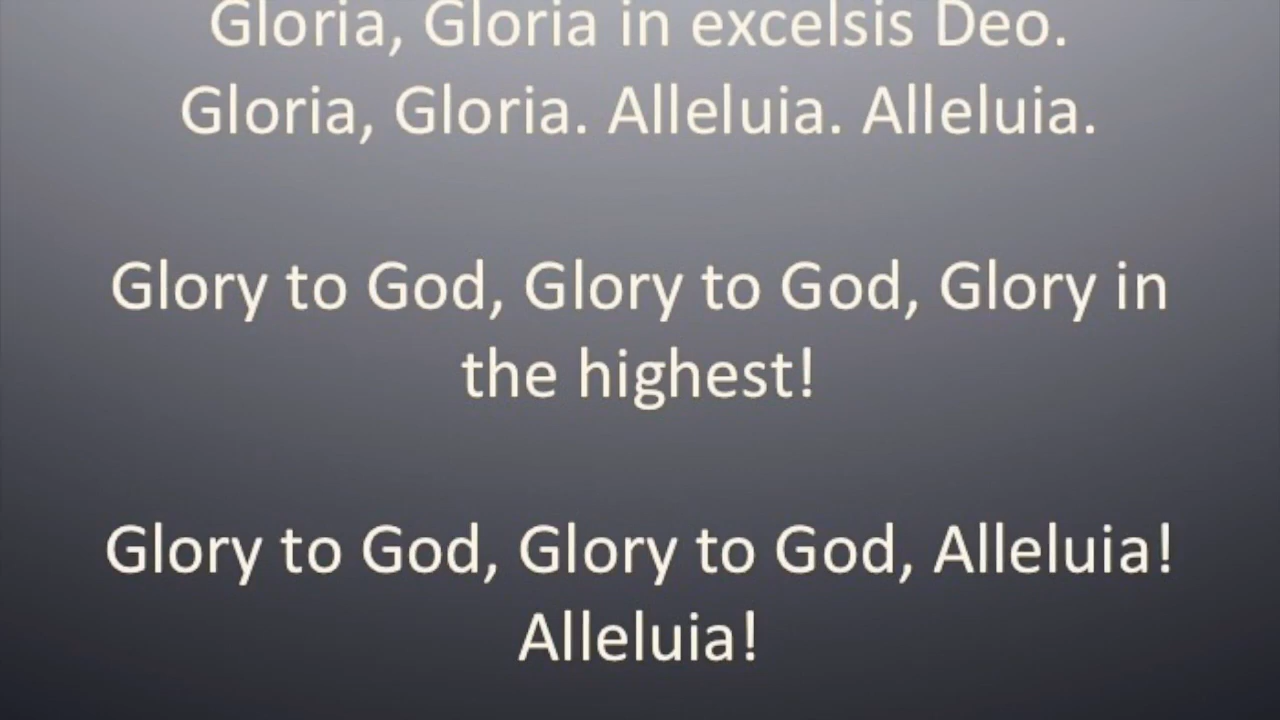 Gloria, Gloria in excelsis Deo.
Gloria, Gloria. Alleluia. Alleluia.
Glory to God, Glory to God, Glory in
the highest!
Glory to God, Glory to God, Alleluia!
Alleluia!